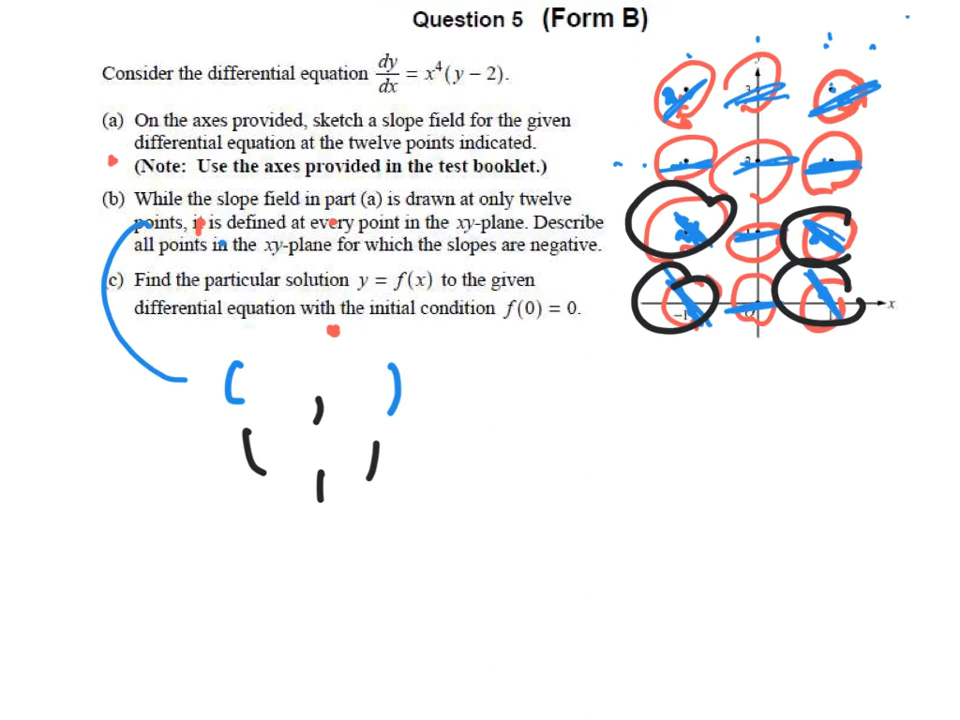 Question 5 (Form B)
Consider the differential equation dy/dx = x⁴(y − 2).
(a) On the axes provided, sketch a slope field for the given
differential equation at the twelve points indicated.
(Note: Use the axes provided in the test booklet.)
(b) While the slope field in part (a) is drawn at only twelve
points, it is defined at every point in the xy-plane. Describe
all points in the xy-plane for which the slopes are negative.
(c) Find the particular solution y = f(x) to the given
differential equation with the initial condition f(0) = 0.
−1
x